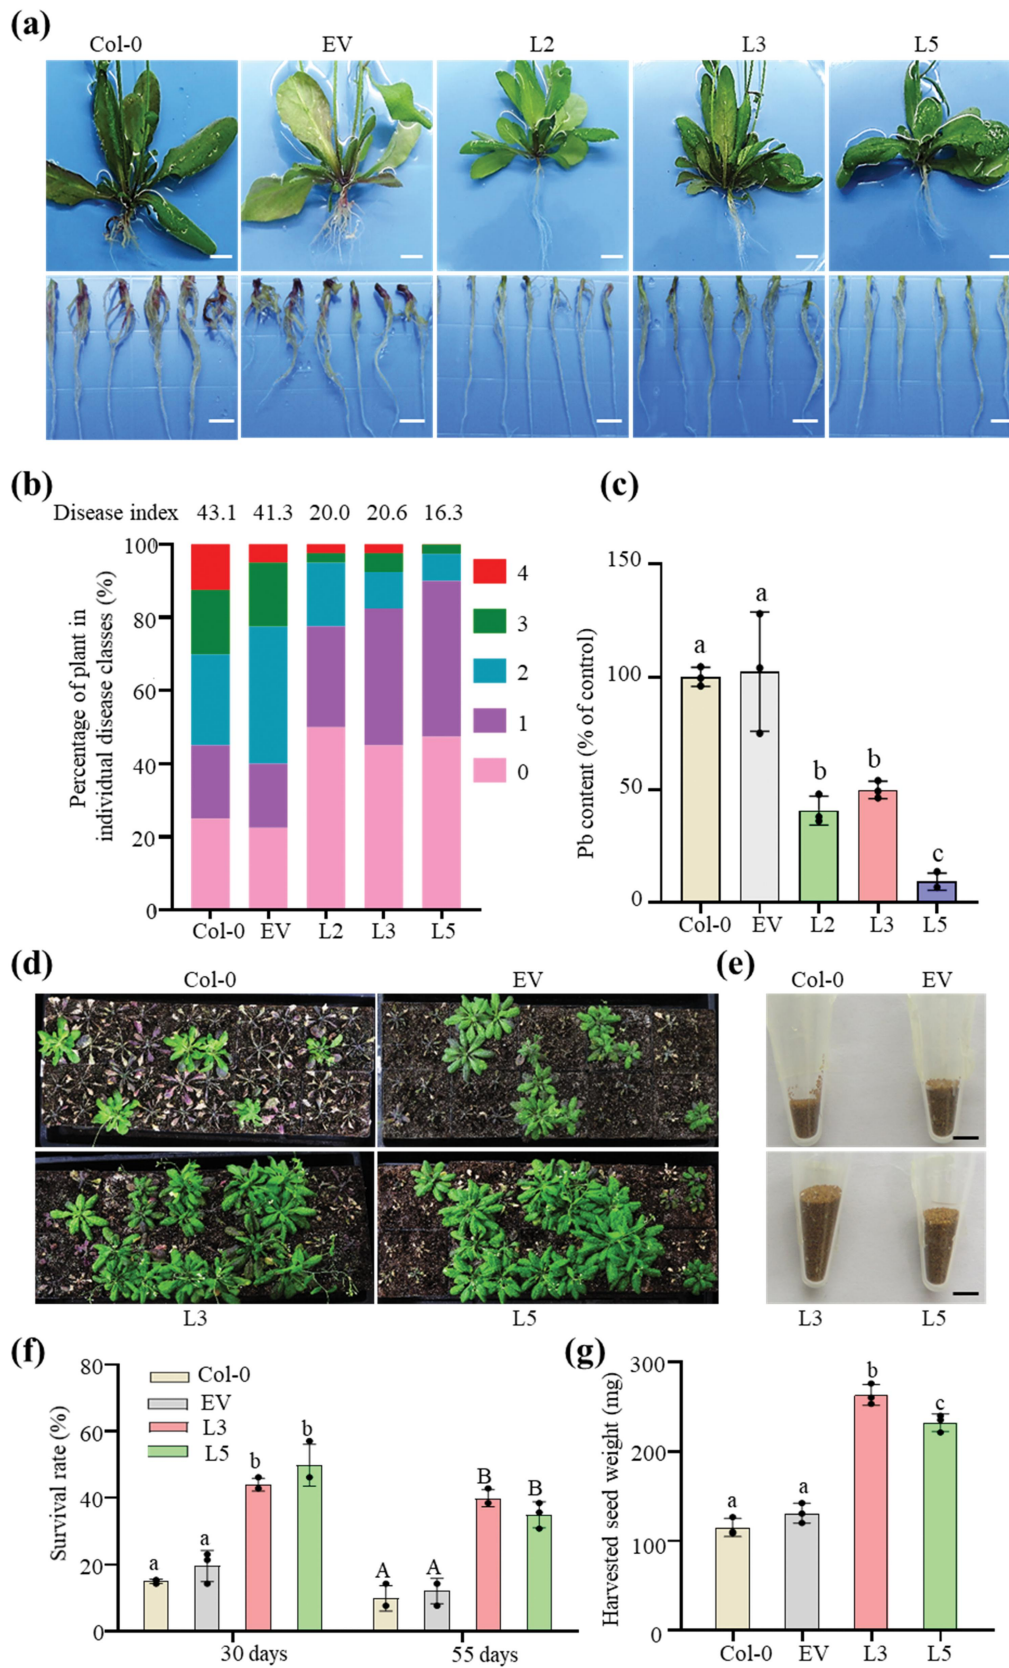 (a)
Col-0 EV L2 L3 L5
(b)
Disease index 43.1 41.3 20.0 20.6 16.3
Percentage of plant in
individual disease classes (%)
100
80
60
40
20
0
4
3
2
1
0
Col-0 EV L2 L3 L5
(c)
Pb content (% of control)
150
100
50
0
a a b b c
Col-0 EV L2 L3 L5
(d)
Col-0 EV
L3 L5
(e)
Col-0 EV
L3 L5
(f)
Survival rate (%)
80
60
40
20
0
Col-0
EV
L3
L5
a a b b A A B B
30 days 55 days
(g)
Harvested seed weight (mg)
300
200
100
0
a a b c
Col-0 EV L3 L5